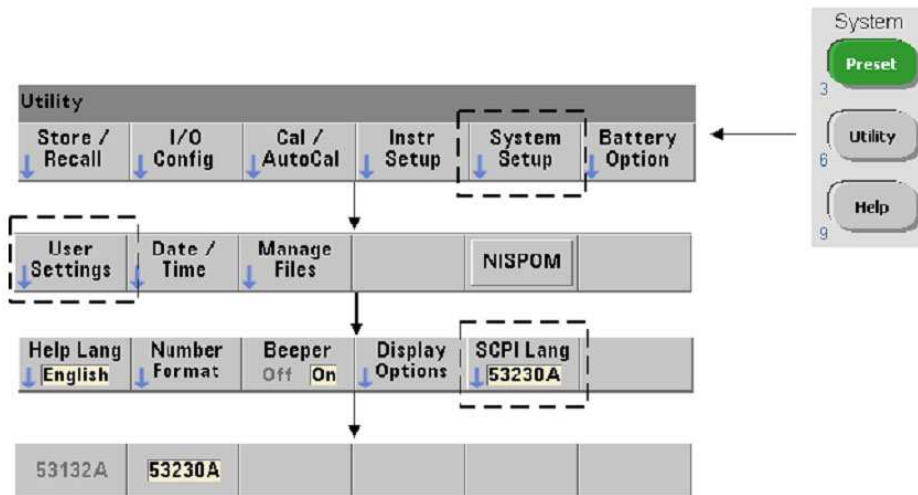 System
Preset
3
Utility
6
Help
9
Utility
Store / Recall
I/O Config
Cal / AutoCal
Instr Setup
System Setup
Battery Option
User Settings
Date / Time
Manage Files
NISPOM
Help Lang English
Number Format
Beeper Off On
Display Options
SCPI Lang 53230A
53132A
53230A